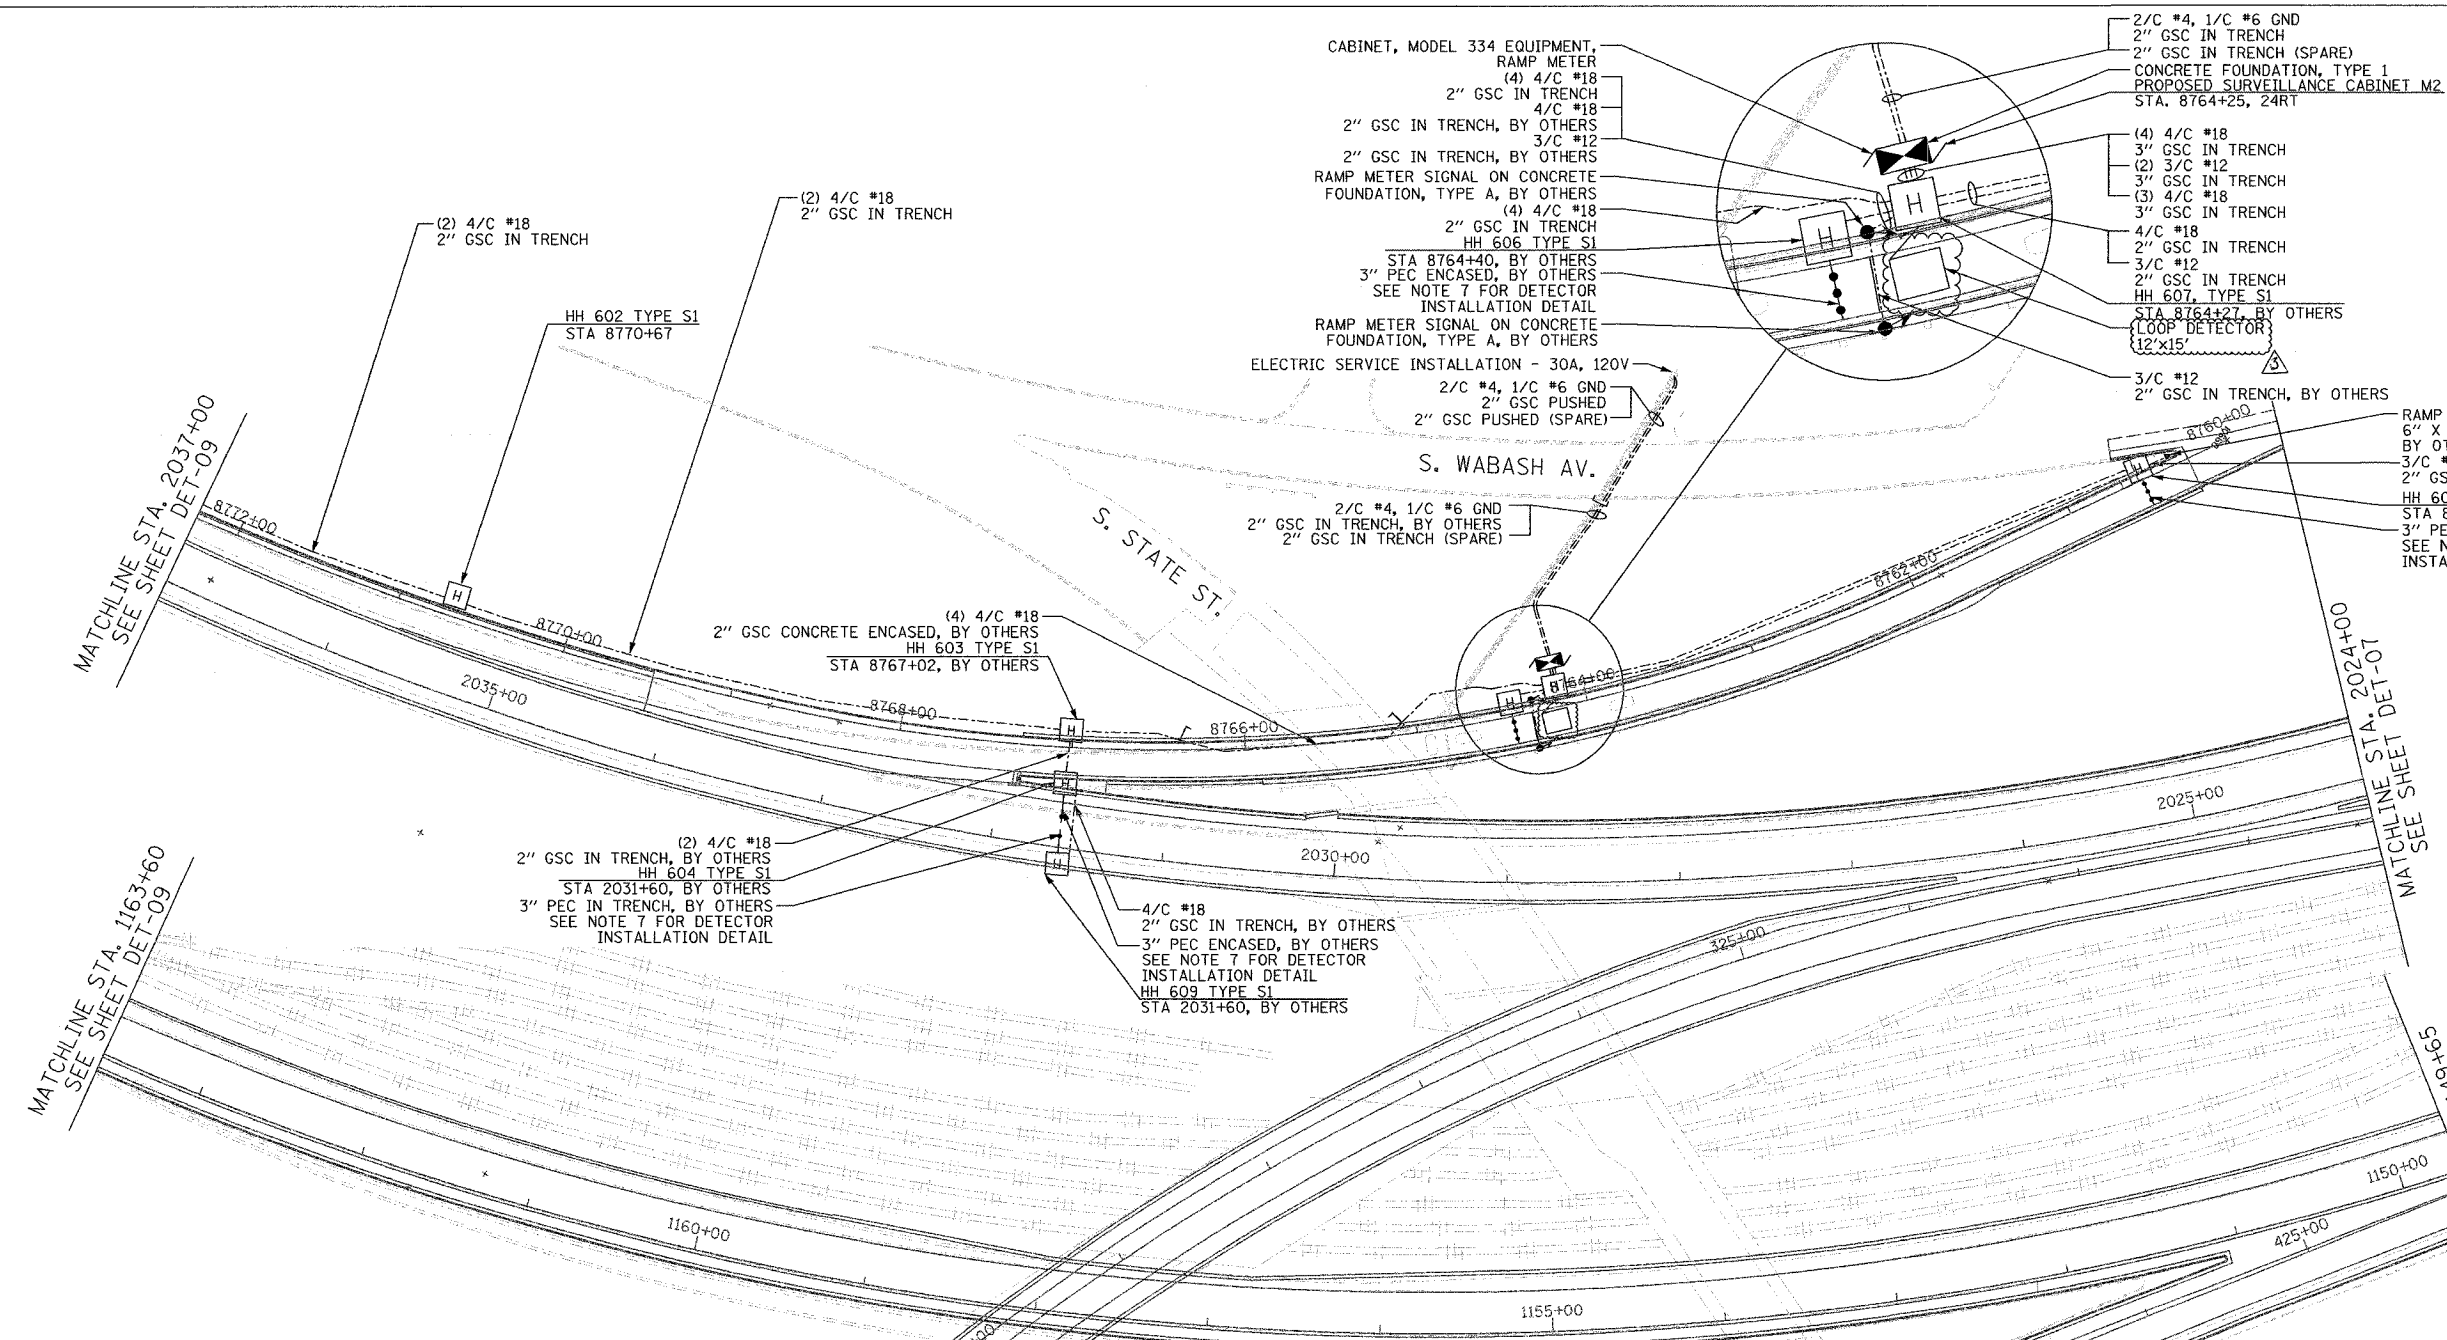 CABINET, MODEL 334 EQUIPMENT,
RAMP METER
(4) 4/C #18
2" GSC IN TRENCH
4/C #18
2" GSC IN TRENCH, BY OTHERS
3/C #12
2" GSC IN TRENCH, BY OTHERS
RAMP METER SIGNAL ON CONCRETE
FOUNDATION, TYPE A, BY OTHERS
(4) 4/C #18
2" GSC IN TRENCH
HH 606 TYPE S1
STA 8764+40, BY OTHERS
3" PEC ENCASED, BY OTHERS
SEE NOTE 7 FOR DETECTOR
INSTALLATION DETAIL
RAMP METER SIGNAL ON CONCRETE
FOUNDATION, TYPE A, BY OTHERS
ELECTRIC SERVICE INSTALLATION - 30A, 120V
2/C #4, 1/C #6 GND
2" GSC PUSHED
2" GSC PUSHED (SPARE)
S. WABASH AV.
2/C #4, 1/C #6 GND
2" GSC IN TRENCH, BY OTHERS
2" GSC IN TRENCH (SPARE)
H
H
2/C #4, 1/C #6 GND
2" GSC IN TRENCH
2" GSC IN TRENCH (SPARE)
CONCRETE FOUNDATION, TYPE 1
PROPOSED SURVEILLANCE CABINET M2
STA. 8764+25, 24RT
(4) 4/C #18
3" GSC IN TRENCH
(2) 3/C #12
3" GSC IN TRENCH
(3) 4/C #18
3" GSC IN TRENCH
4/C #18
2" GSC IN TRENCH
3/C #12
2" GSC IN TRENCH
HH 607, TYPE S1
STA 8764+27, BY OTHERS
LOOP DETECTOR
12'x15'
3
3/C #12
2" GSC IN TRENCH, BY OTHERS
RAMP
6" X
BY OT
3/C #
2" GS
HH 60
STA 8
3" PE
SEE N
INSTA
(2) 4/C #18
2" GSC IN TRENCH
(2) 4/C #18
2" GSC IN TRENCH
HH 602 TYPE S1
STA 8770+67
MATCHLINE STA. 2037+00
SEE SHEET DET-09
8772+00
H
8770+00
2035+00
8768+00
H
8766+00
H
8764+00
8762+00
8760+00
H
S. STATE ST.
(4) 4/C #18
2" GSC CONCRETE ENCASED, BY OTHERS
HH 603 TYPE S1
STA 8767+02, BY OTHERS
H
H
2030+00
2025+00
MATCHLINE STA. 2024+00
SEE SHEET DET-07
(2) 4/C #18
2" GSC IN TRENCH, BY OTHERS
HH 604 TYPE S1
STA 2031+60, BY OTHERS
3" PEC IN TRENCH, BY OTHERS
SEE NOTE 7 FOR DETECTOR
INSTALLATION DETAIL
4/C #18
2" GSC IN TRENCH, BY OTHERS
3" PEC ENCASED, BY OTHERS
SEE NOTE 7 FOR DETECTOR
INSTALLATION DETAIL
HH 609 TYPE S1
STA 2031+60, BY OTHERS
MATCHLINE STA. 1163+60
SEE SHEET DET-09
325+00
1160+00
1155+00
1150+00
425+00
49+65